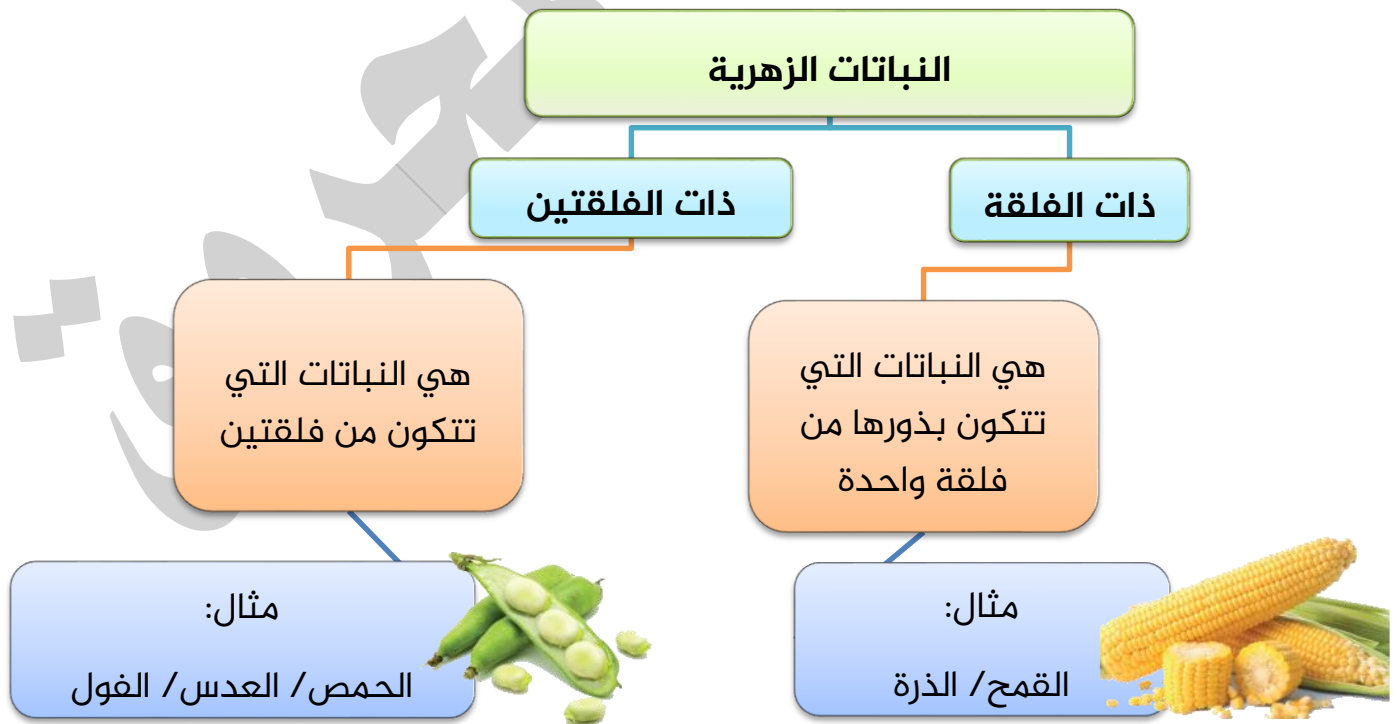 النباتات الزهرية
ذات الفلقة
ذات الفلقتين
هي النباتات التي
تتكون بذورها من
فلقة واحدة
هي النباتات التي
تتكون من فلقتين
مثال:
القمح/ الذرة
مثال:
الحمص/ العدس/ الفول